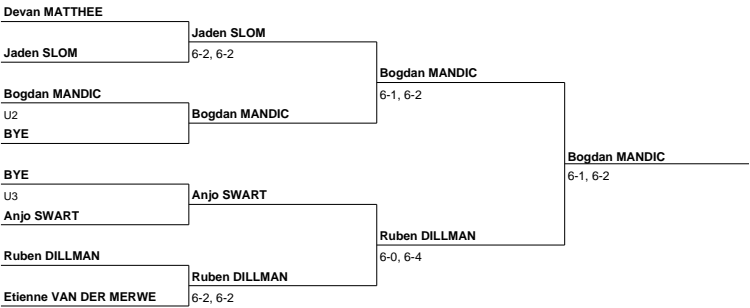 Devan MATTHEE
Jaden SLOM
Jaden SLOM
6-2, 6-2
Bogdan MANDIC
6-1, 6-2
Bogdan MANDIC
U2
Bogdan MANDIC
BYE
Bogdan MANDIC
6-1, 6-2
BYE
U3
Anjo SWART
Anjo SWART
Ruben DILLMAN
6-0, 6-4
Ruben DILLMAN
Ruben DILLMAN
6-2, 6-2
Etienne VAN DER MERWE